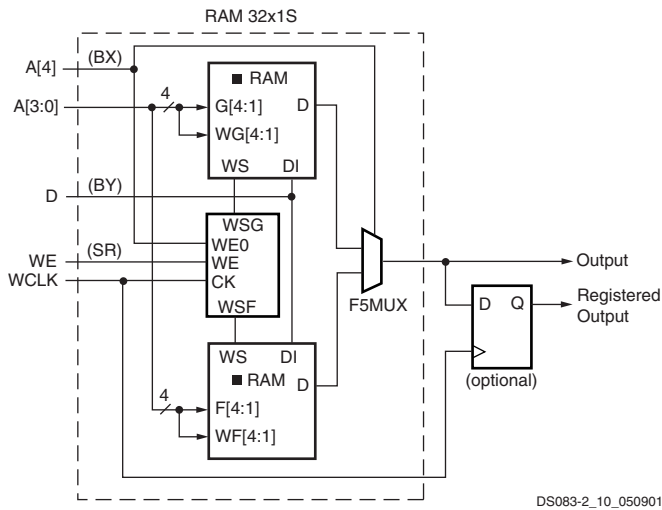 RAM 32x1S
A[4]
(BX)
A[3:0]
4
RAM
G[4:1]
D
WG[4:1]
WS
DI
D
(BY)
WSG
WE0
WE
(SR)
WE
WCLK
CK
WSF
F5MUX
Output
D
Q
Registered
Output
(optional)
WS
DI
RAM
D
4
F[4:1]
WF[4:1]
DS083-2_10_050901